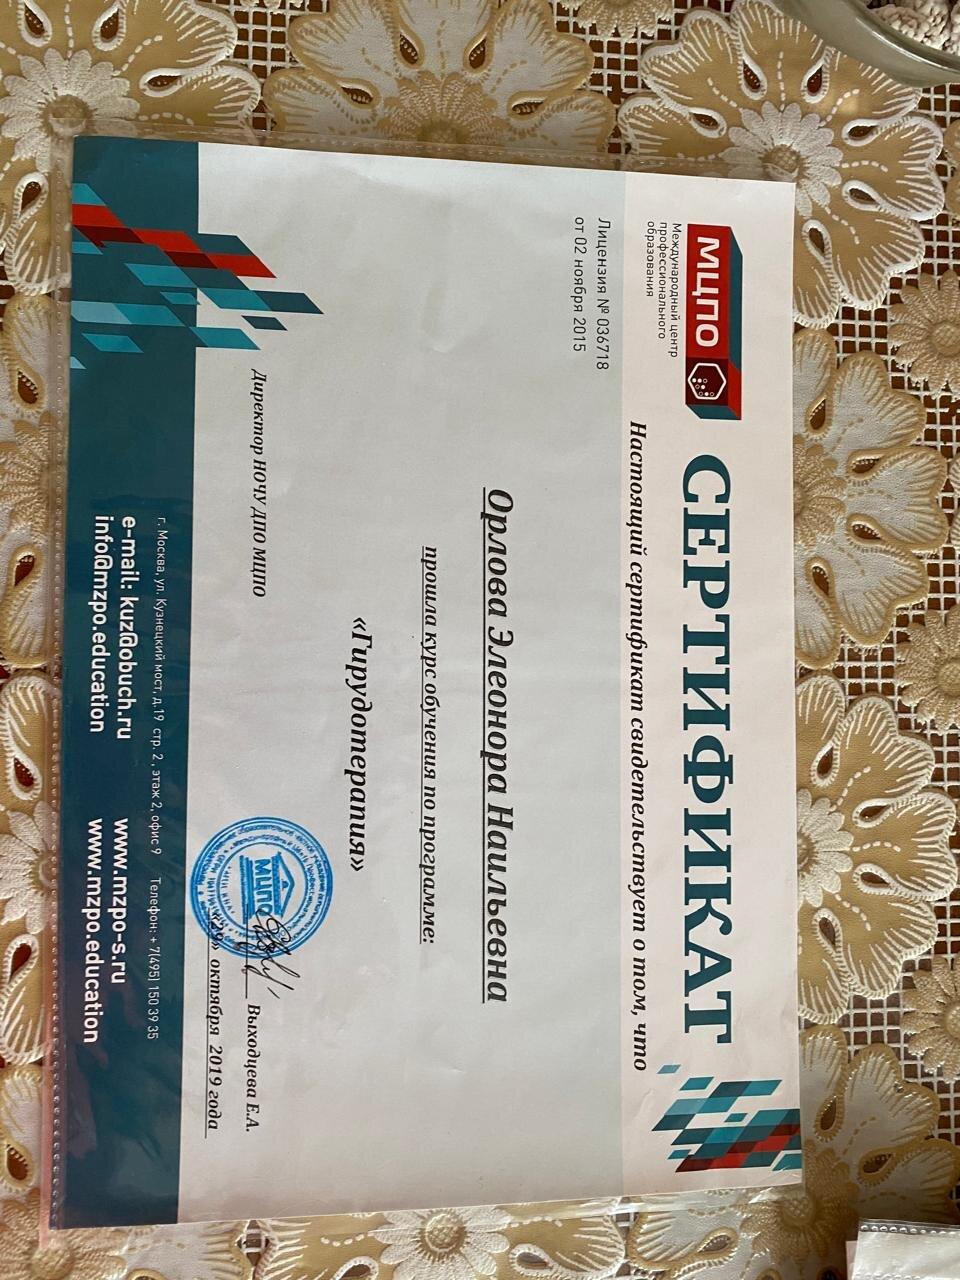 МЦПО
Международный центр
профессионального
образования
СЕРТИФИКАТ
Лицензия № 036718
от 02 ноября 2015
Настоящий сертификат свидетельствует о том, что
Орлова Элеонора Наильевна
прошла курс обучения по программе:
«Гирудотерапия»
Директор НОЧУ ДПО МЦПО
Выходцева Е.А.
МЦПО
«29» октября 2019 года
г. Москва, ул. Кузнецкий мост, д.19 стр. 2 , этаж 2, офис 9 Телефон: + 7(495) 150 39 35
e-mail: kuz@obuch.ru www.mzpo-s.ru
info@mzpo.education www.mzpo.education